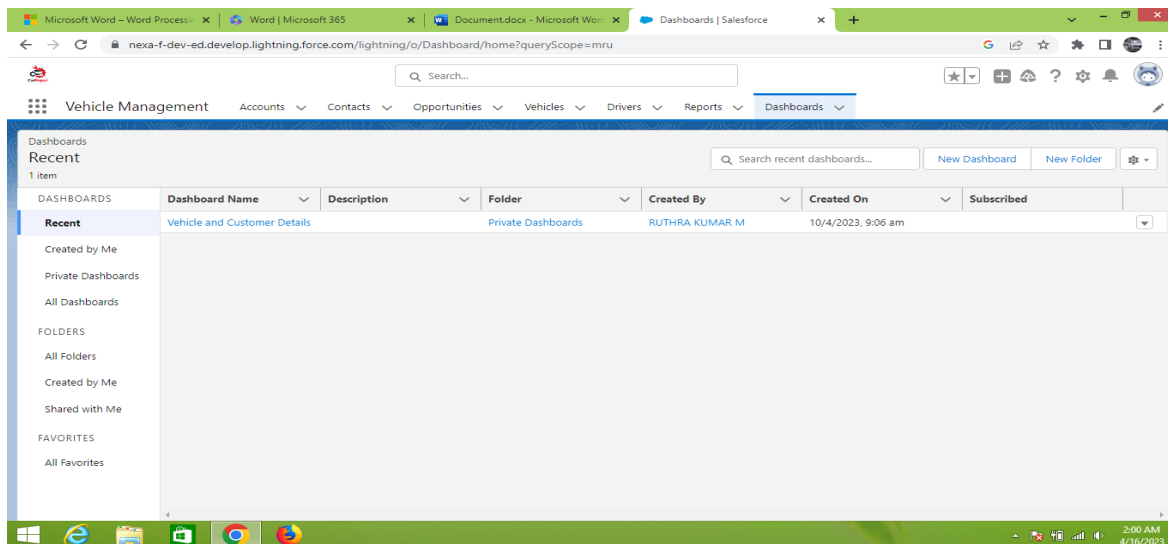 Microsoft Word – Word Processi
Word | Microsoft 365
Document.docx - Microsoft Wor
Dashboards | Salesforce
nexa-f-dev-ed.develop.lightning.force.com/lightning/o/Dashboard/home?queryScope=mru
Search...
Vehicle Management Accounts Contacts Opportunities Vehicles Drivers Reports Dashboards
Dashboards
Recent
1 item
Search recent dashboards...
New Dashboard
New Folder
DASHBOARDS
Recent
Created by Me
Private Dashboards
All Dashboards
FOLDERS
All Folders
Created by Me
Shared with Me
FAVORITES
All Favorites
Dashboard Name Description Folder Created By Created On Subscribed
Vehicle and Customer Details Private Dashboards RUTHRA KUMAR M 10/4/2023, 9:06 am
2:00 AM
4/16/2023